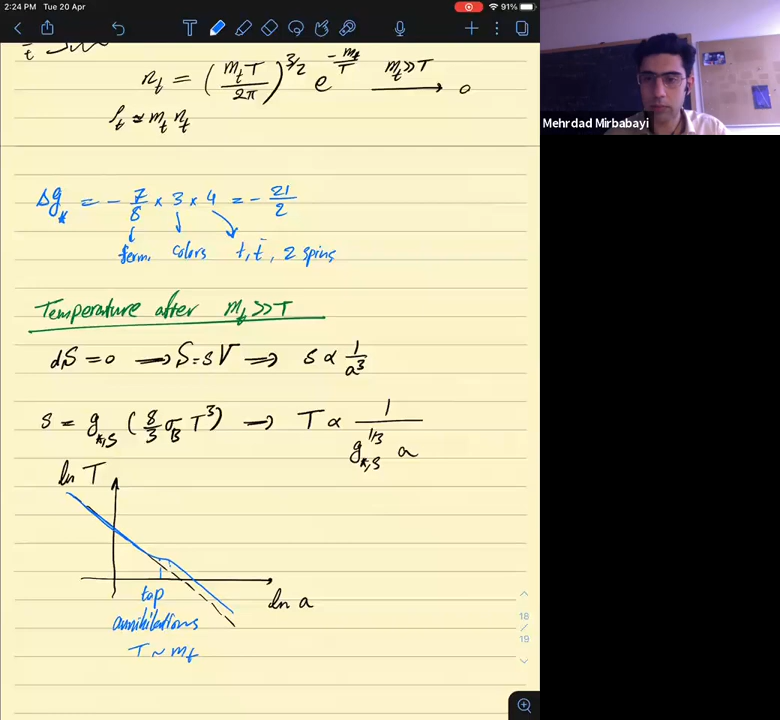 2:24 PM Tue 20 Apr
91%
n_t = (m_t T / 2π)^{3/2} e^{-m_t/T} m_t ≫ T ⟶ 0
ρ_t ≃ m_t n_t
Mehrdad Mirbabayi
Δg_* = - 7/8 × 3 × 4 = - 21/2
ferm. colors t, t̄, 2 spins
Temperature after m_t ≫ T
dS = 0 ⟶ S = sV ⟹ s ∝ 1/a³
s = g_{*,S} (8/3 σ_B T³) ⟶ T ∝ 1 / (g_{*,S}^{1/3} a)
ln T
ln a
top
annihilations
T ~ m_t
18
/
19